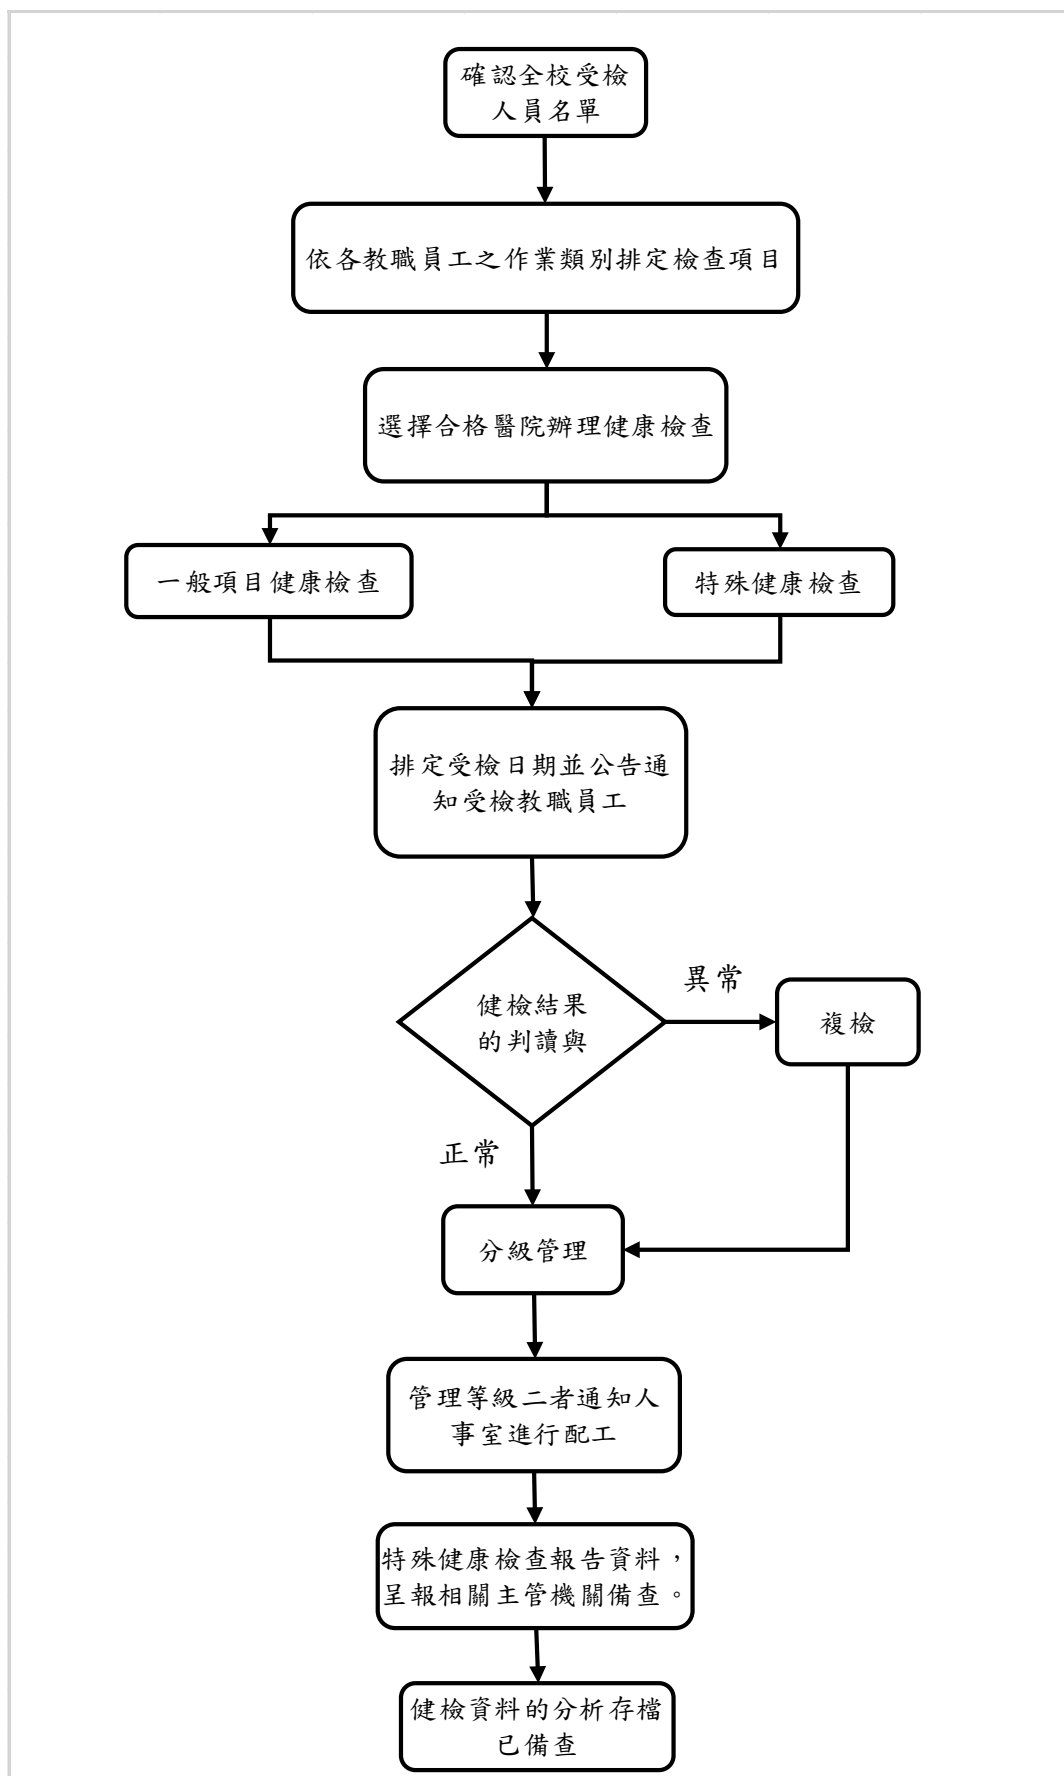 確認全校受檢
人員名單
依各教職員工之作業類別排定檢查項目
選擇合格醫院辦理健康檢查
一般項目健康檢查
特殊健康檢查
排定受檢日期並公告通
知受檢教職員工
健檢結果
的判讀與
異常
複檢
正常
分級管理
管理等級二者通知人
事室進行配工
特殊健康檢查報告資料，
呈報相關主管機關備查。
健檢資料的分析存檔
已備查